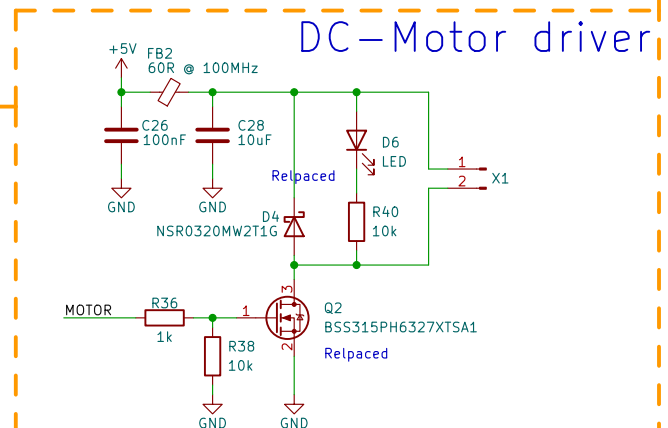 DC-Motor driver
+5V
FB2
60R @ 100MHz
C26
100nF
C28
10uF
D6
LED
1
2
X1
Relpaced
GND
GND
D4
NSR0320MW2T1G
R40
10k
3
MOTOR
R36
1k
1
Q2
BSS315PH6327XTSA1
2
R38
10k
Relpaced
GND
GND